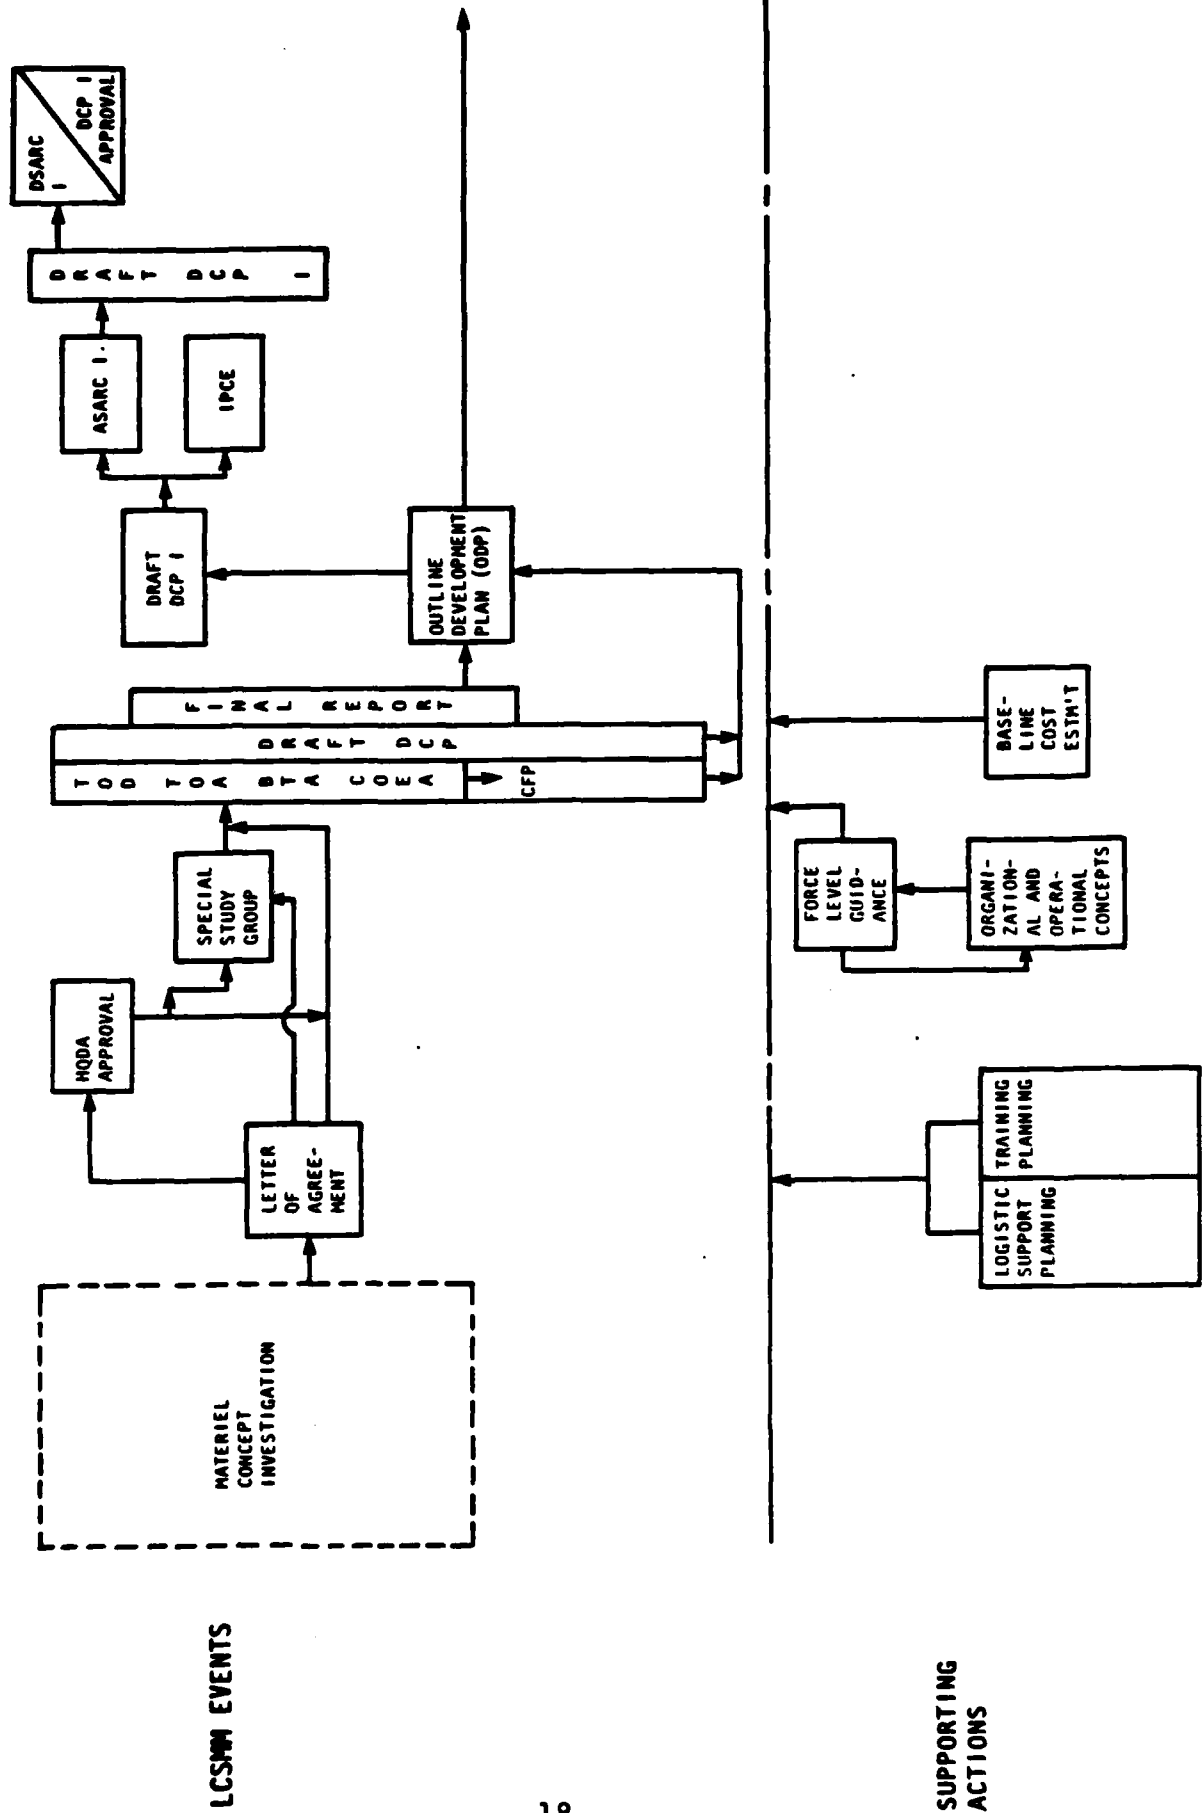 LCSMM EVENTS
MATERIEL
CONCEPT
INVESTIGATION
LETTER
OF
AGREE-
MENT
HQDA
APPROVAL
SPECIAL
STUDY
GROUP
TOD TOA BTA COEA
CFP
DRAFT DCP
FINAL REPORT
OUTLINE
DEVELOPMENT
PLAN (ODP)
DRAFT
DCP I
ASARC I.
IPCE
DRAFT DCP I
DSARC
I
DCP I
APPROVAL
SUPPORTING
ACTIONS
LOGISTIC
SUPPORT
PLANNING
TRAINING
PLANNING
FORCE
LEVEL
GUID-
ANCE
ORGANI-
ZATION-
AL AND
OPERA-
TIONAL
CONCEPTS
BASE-
LINE
COST
ESTM'T